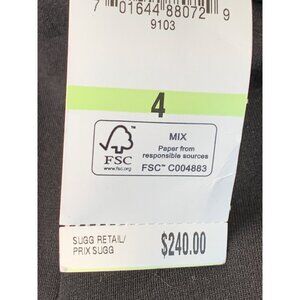 7 01644 88072 9
9103
4
FSC
www.fsc.org
MIX
Paper from
responsible sources
FSC™ C004883
SUGG RETAIL/
PRIX SUGG
$240.00